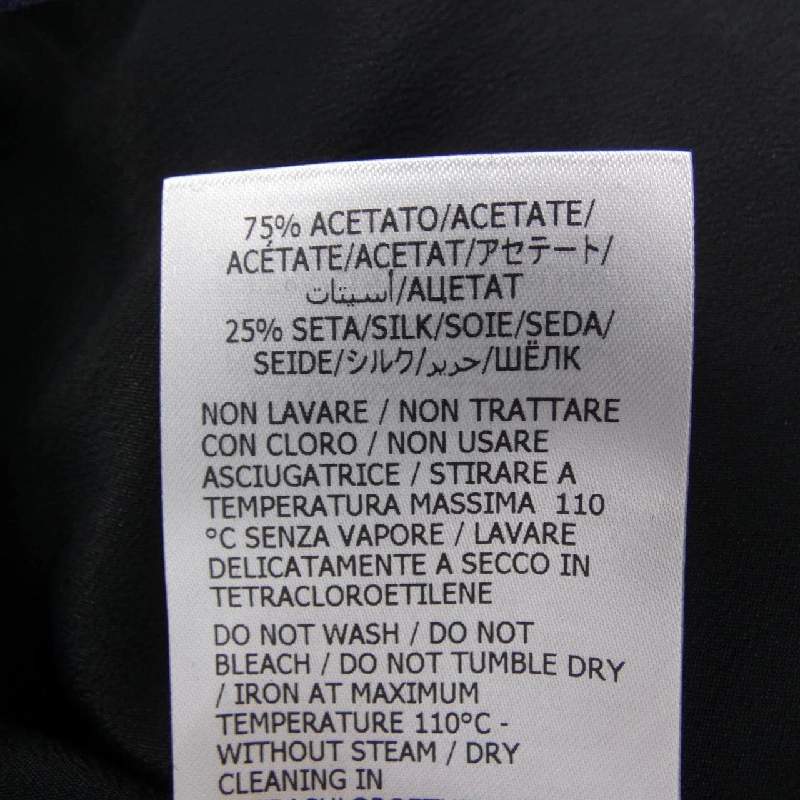 75% ACETATO/ACETATE/
ACÉTATE/ACETAT/アセテート/
أسيتات/АЦЕТАТ
25% SETA/SILK/SOIE/SEDA/
SEIDE/シルク/حرير/ШЁЛК
NON LAVARE / NON TRATTARE
CON CLORO / NON USARE
ASCIUGATRICE / STIRARE A
TEMPERATURA MASSIMA 110
°C SENZA VAPORE / LAVARE
DELICATAMENTE A SECCO IN
TETRACLOROETILENE
DO NOT WASH / DO NOT
BLEACH / DO NOT TUMBLE DRY
/ IRON AT MAXIMUM
TEMPERATURE 110°C -
WITHOUT STEAM / DRY
CLEANING IN